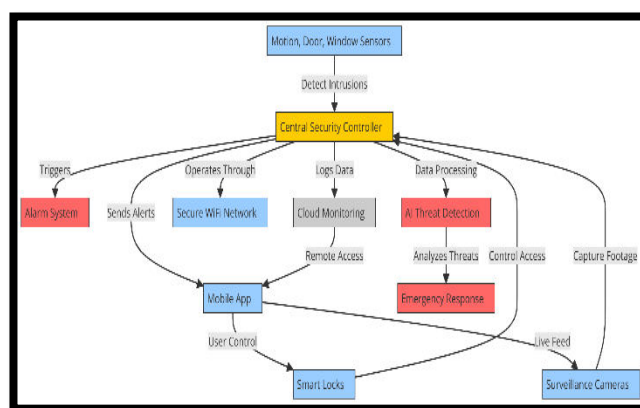 Motion, Door, Window Sensors
Detect Intrusions
Central Security Controller
Triggers
Operates Through
Logs Data
Data Processing
Alarm System
Sends Alerts
Secure WiFi Network
Cloud Monitoring
AI Threat Detection
Remote Access
Analyzes Threats
Control Access
Capture Footage
Mobile App
Emergency Response
User Control
Live Feed
Smart Locks
Surveillance Cameras